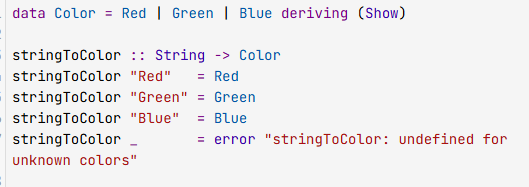 data Color = Red | Green | Blue deriving (Show)
stringToColor :: String -> Color
stringToColor "Red"   = Red
stringToColor "Green" = Green
stringToColor "Blue"  = Blue
stringToColor _       = error "stringToColor: undefined for
unknown colors"